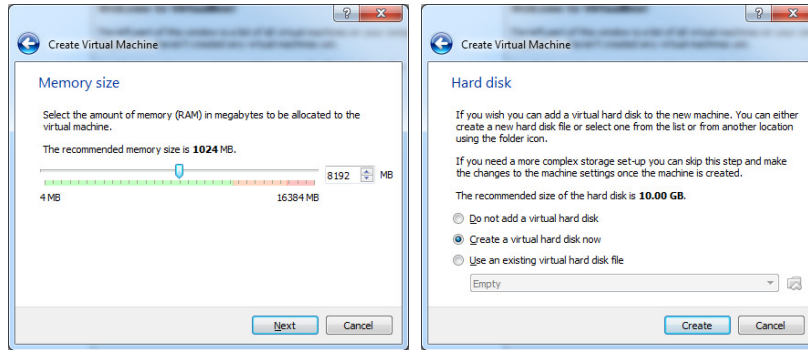 Create Virtual Machine
Memory size
Select the amount of memory (RAM) in megabytes to be allocated to the
virtual machine.
The recommended memory size is 1024 MB.
8192 MB
4 MB 16384 MB
Next Cancel
Create Virtual Machine
Hard disk
If you wish you can add a virtual hard disk to the new machine. You can either
create a new hard disk file or select one from the list or from another location
using the folder icon.
If you need a more complex storage set-up you can skip this step and make
the changes to the machine settings once the machine is created.
The recommended size of the hard disk is 10.00 GB.
Do not add a virtual hard disk
Create a virtual hard disk now
Use an existing virtual hard disk file
Empty
Create Cancel